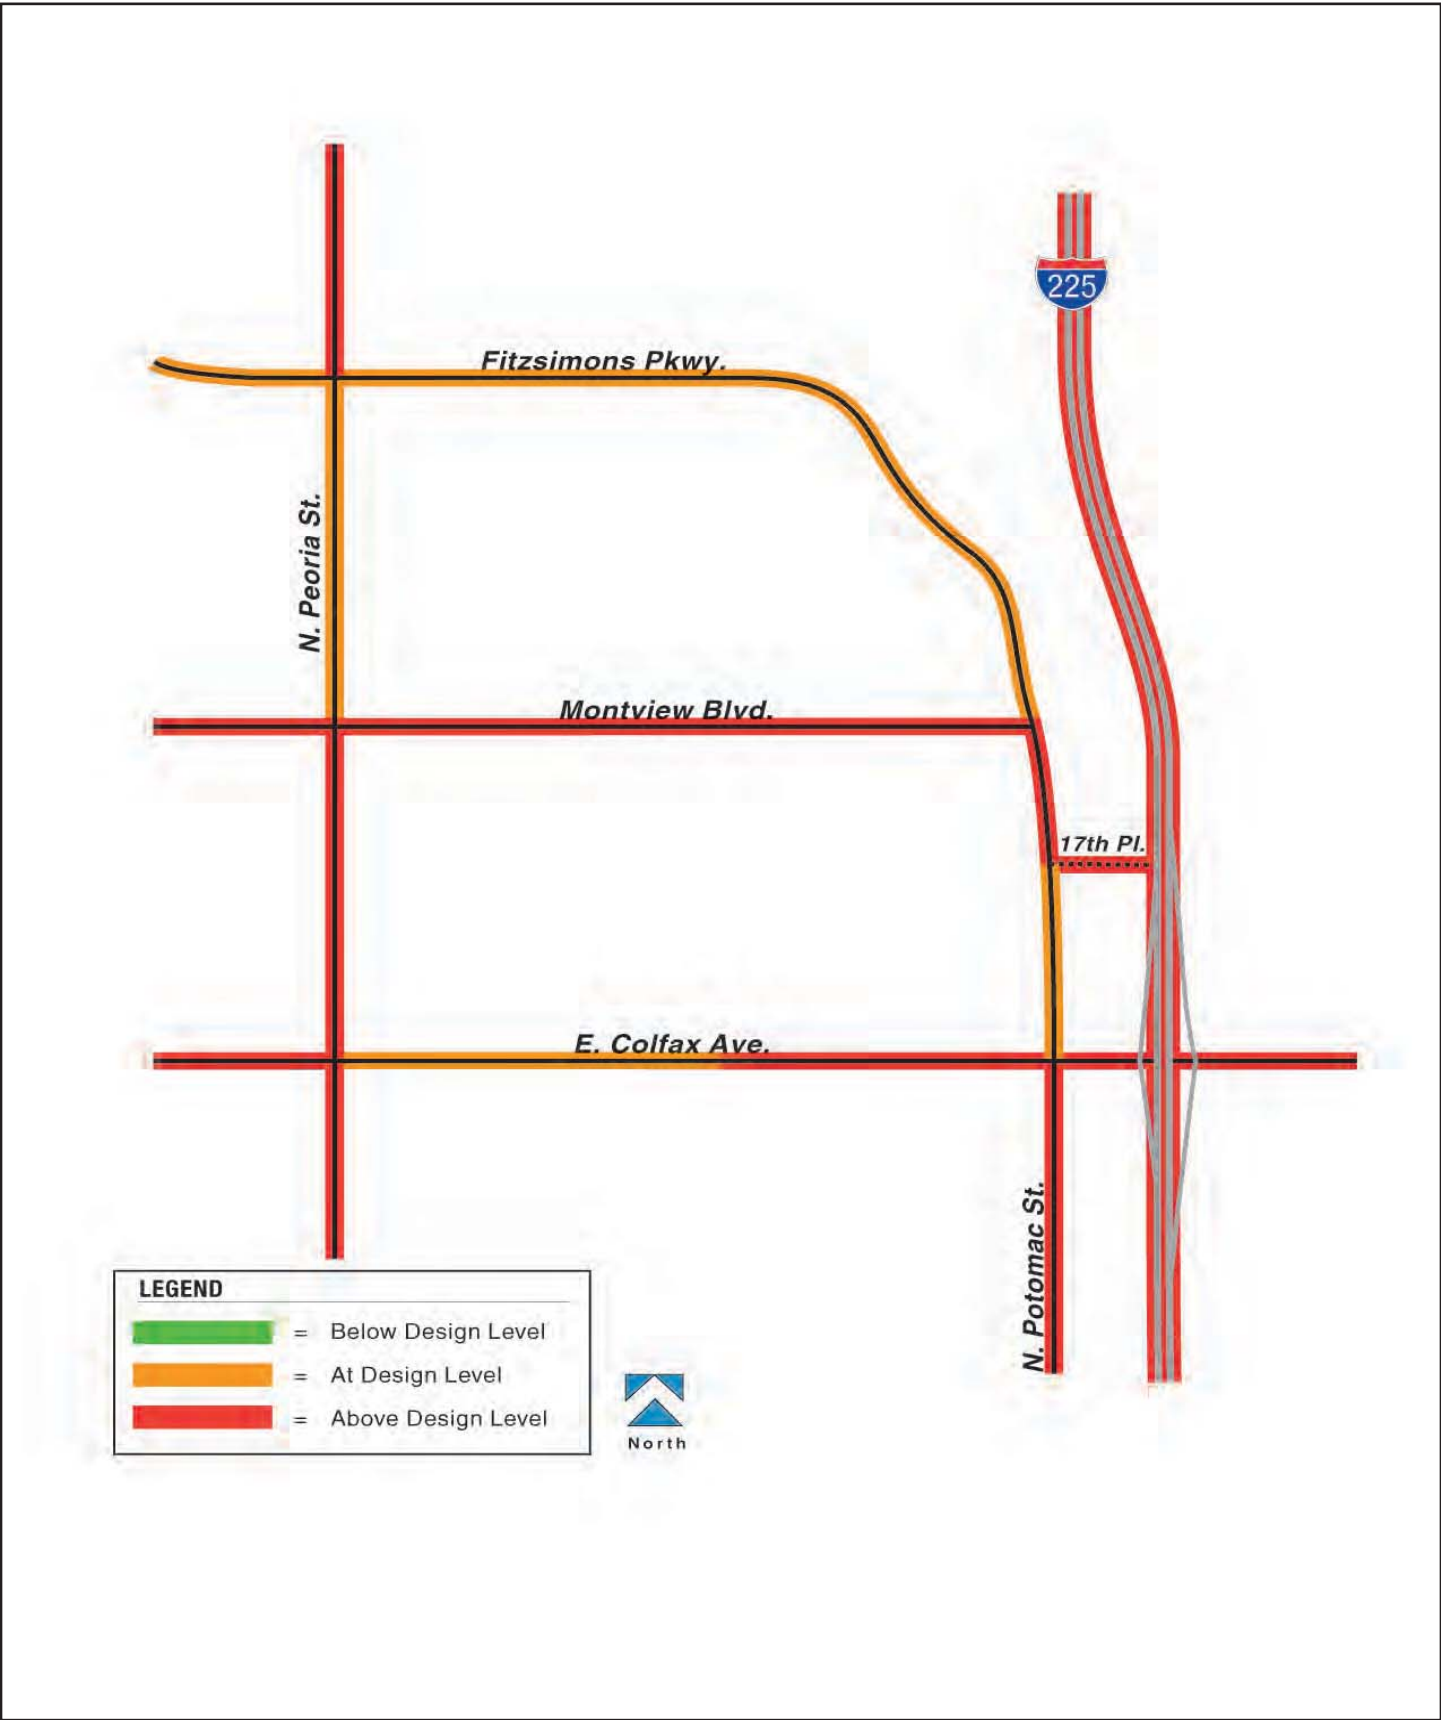 225
Fitzsimons Pkwy.
N. Peoria St.
Montview Blvd.
17th Pl.
E. Colfax Ave.
N. Potomac St.
LEGEND
= Below Design Level
= At Design Level
= Above Design Level
North